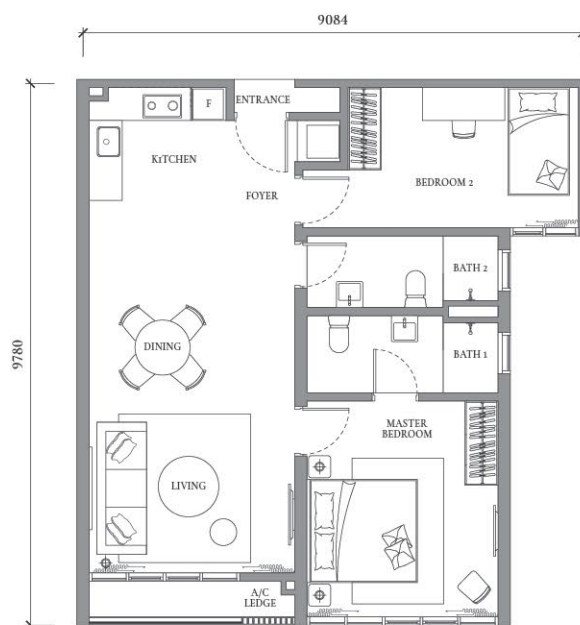 9084
ENTRANCE
F
KITCHEN
FOYER
BEDROOM 2
BATH 2
DINING
9780
BATH 1
MASTER
BEDROOM
LIVING
A/C
LEDGE